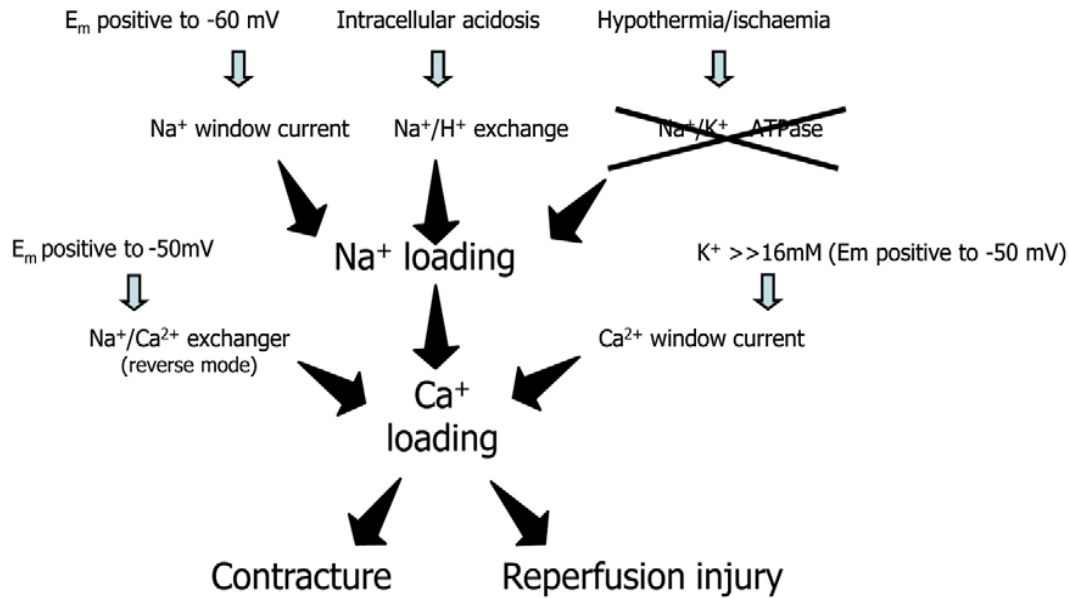 Em positive to -60 mV
Intracellular acidosis
Hypothermia/ischaemia
Na⁺ window current
Na⁺/H⁺ exchange
Na⁺/K⁺ ATPase
Na⁺ loading
Em positive to -50mV
K⁺ >>16mM (Em positive to -50 mV)
Na⁺/Ca²⁺ exchanger
(reverse mode)
Ca²⁺ window current
Ca⁺
loading
Contracture
Reperfusion injury